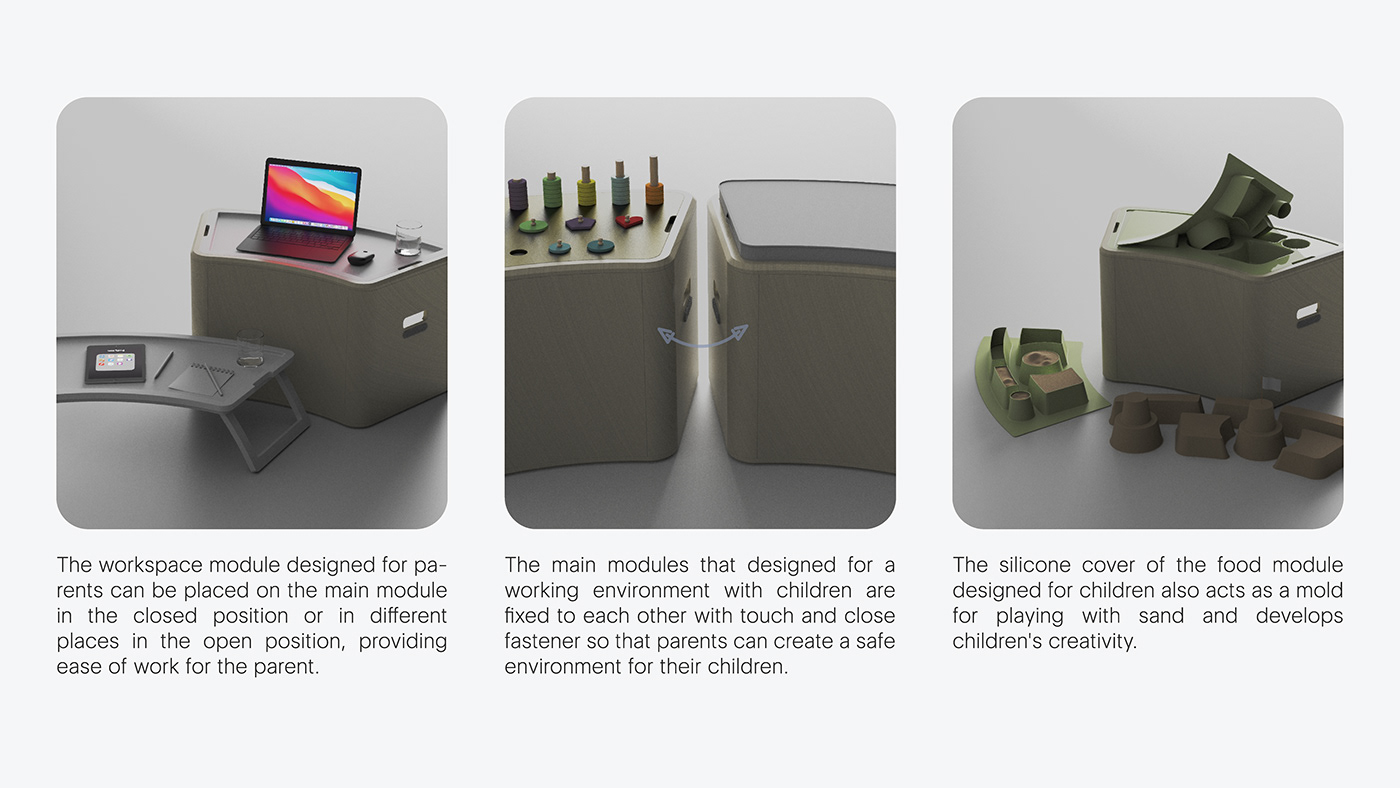 The workspace module designed for pa-
rents can be placed on the main module
in the closed position or in different
places in the open position, providing
ease of work for the parent.
The main modules that designed for a
working environment with children are
fixed to each other with touch and close
fastener so that parents can create a safe
environment for their children.
The silicone cover of the food module
designed for children also acts as a mold
for playing with sand and develops
children's creativity.